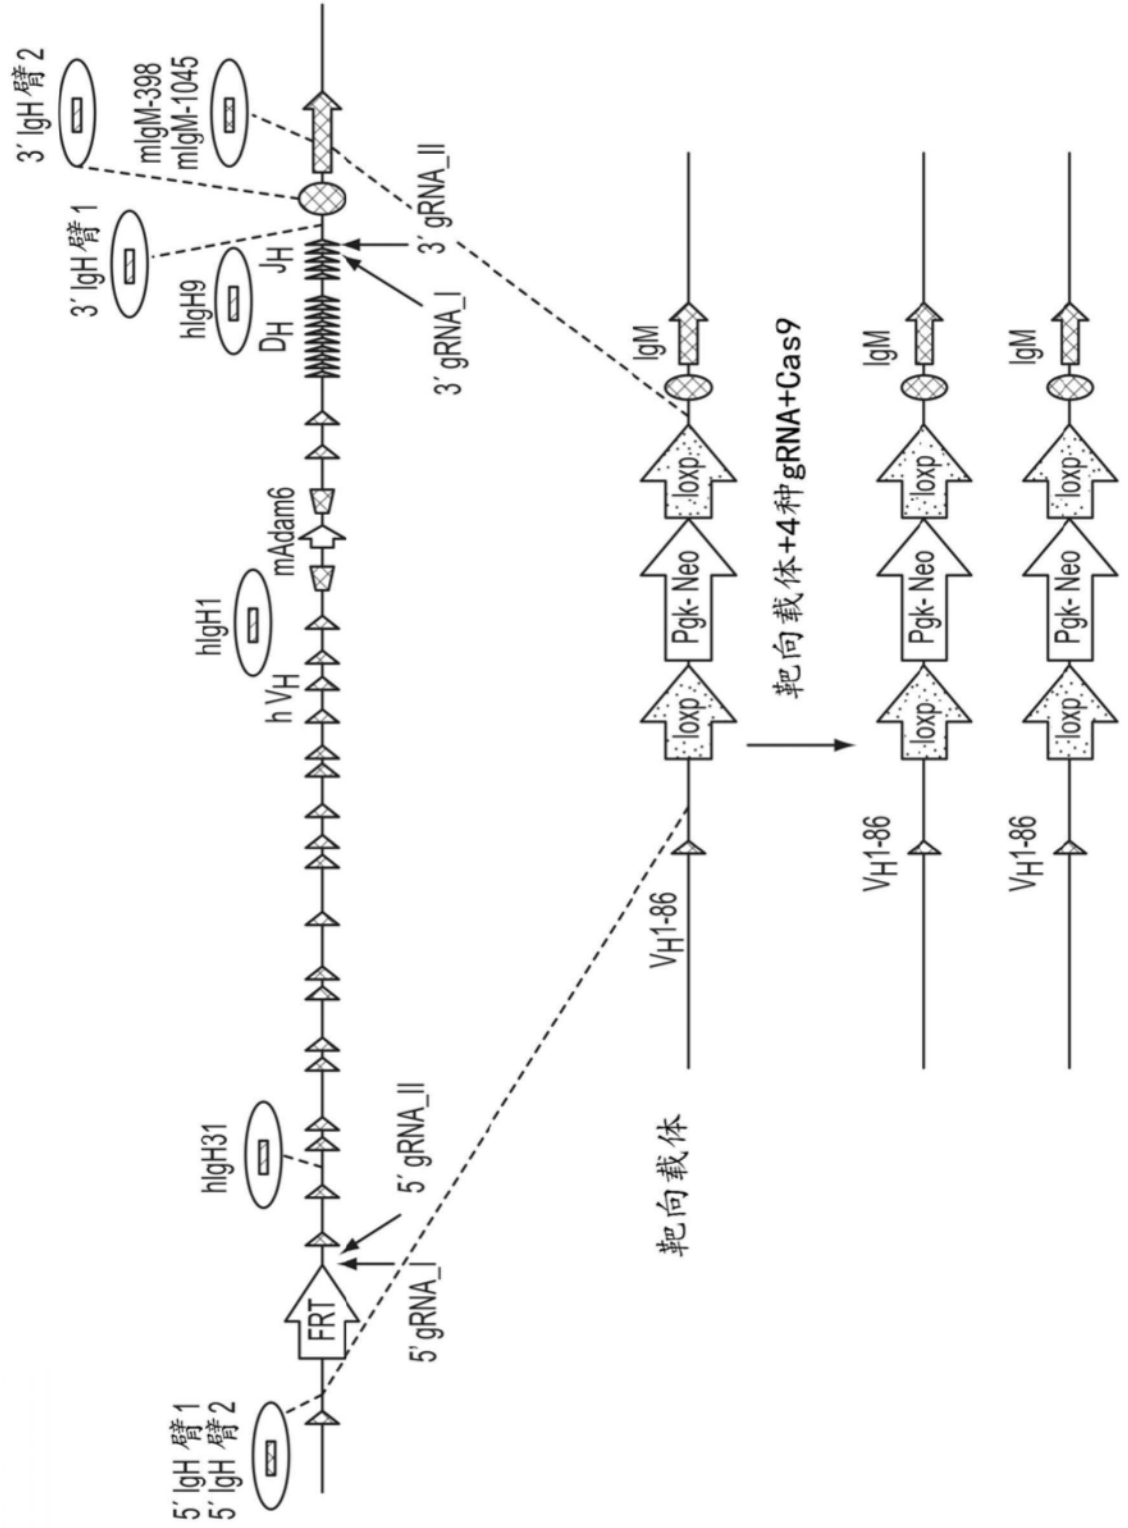 3´ IgH 臂 2
mIgM-398
mIgM-1045
3´ IgH 臂 1
hIgH9
JH
DH
3´ gRNA_II
3´ gRNA_I
mAdam6
hIgH1
h VH
hIgH31
5´ gRNA_II
5' gRNA_I
FRT
5´ IgH 臂 1
5´ IgH 臂 2
靶向载体
VH1-86
loxp
Pgk- Neo
loxp
IgM
靶向载体+4种gRNA+Cas9
VH1-86
loxp
Pgk- Neo
loxp
IgM
VH1-86
loxp
Pgk- Neo
loxp
IgM